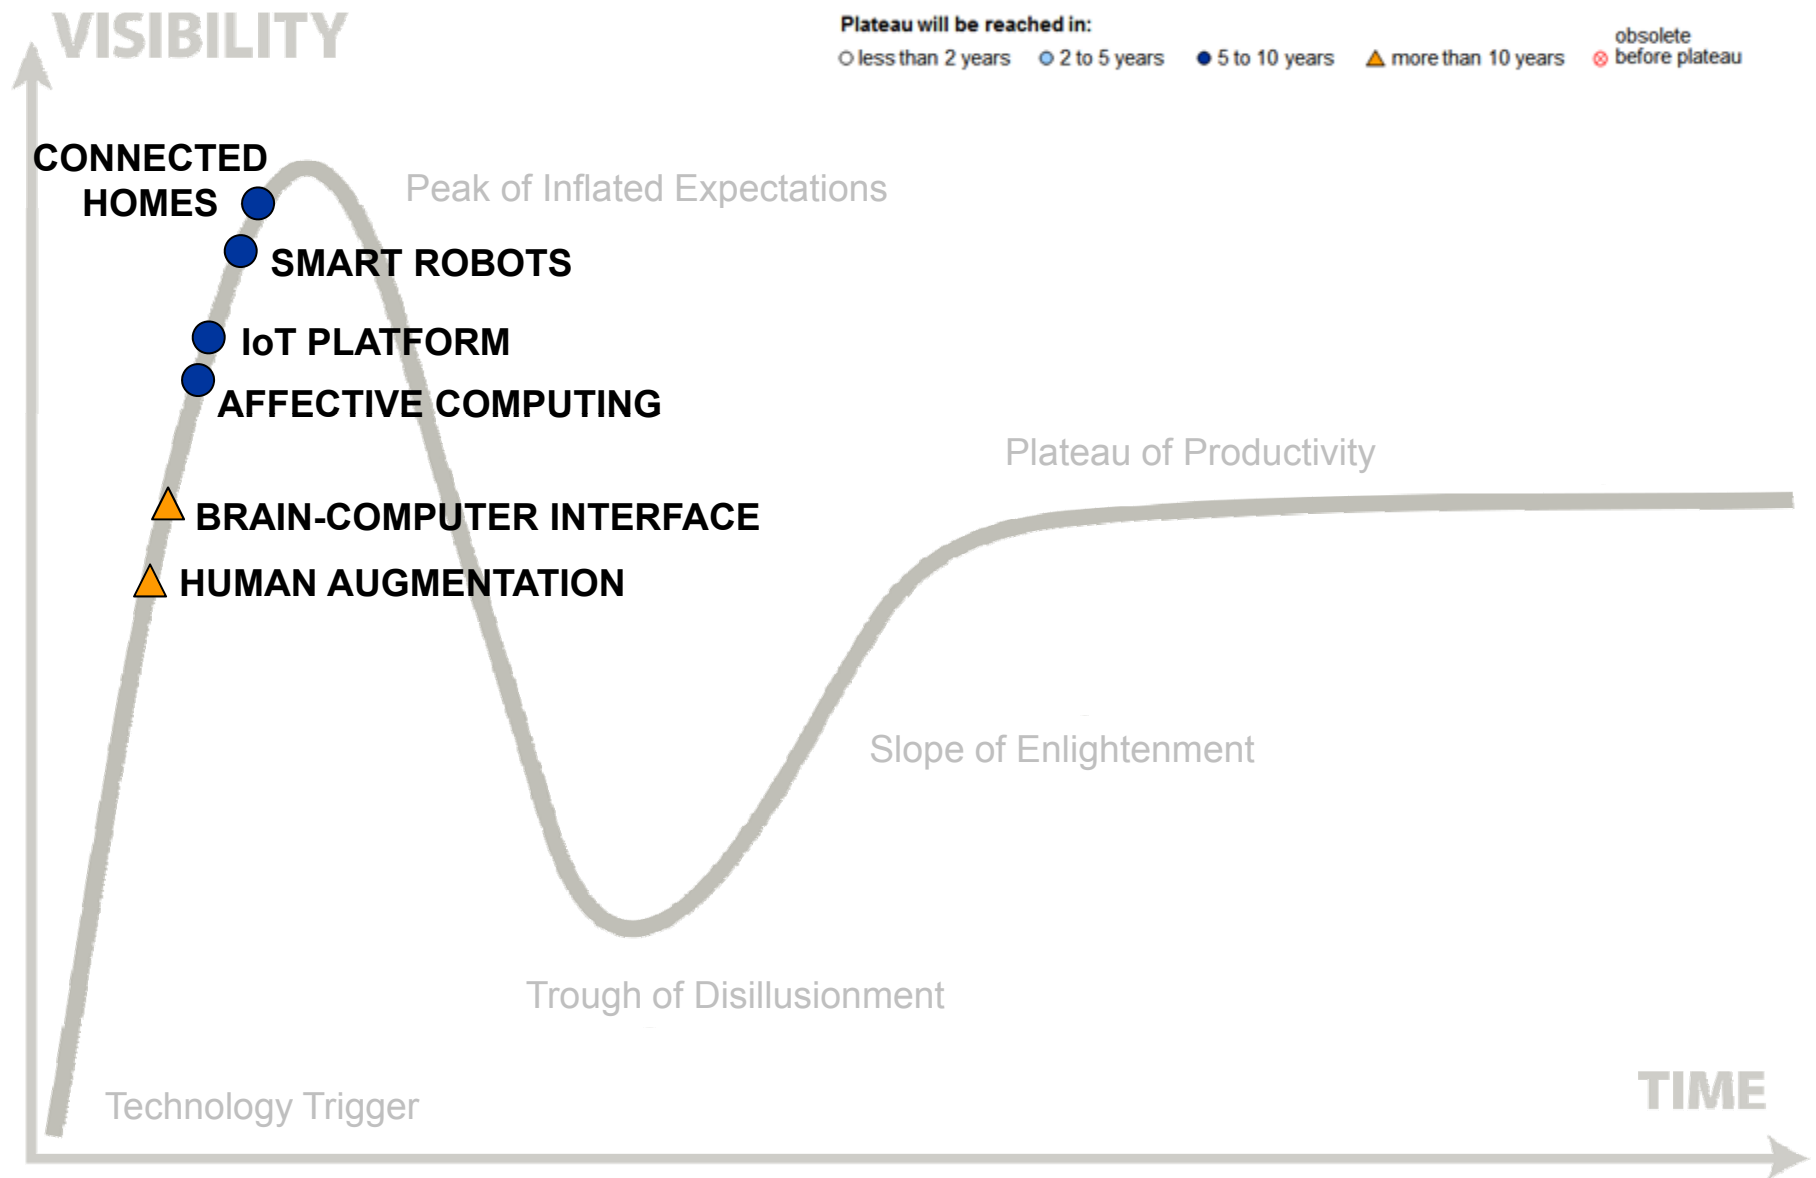 VISIBILITY
Plateau will be reached in:
less than 2 years
2 to 5 years
5 to 10 years
more than 10 years
obsolete
before plateau
CONNECTED
HOMES
Peak of Inflated Expectations
SMART ROBOTS
IoT PLATFORM
AFFECTIVE COMPUTING
Plateau of Productivity
BRAIN-COMPUTER INTERFACE
HUMAN AUGMENTATION
Slope of Enlightenment
Trough of Disillusionment
TIME
Technology Trigger